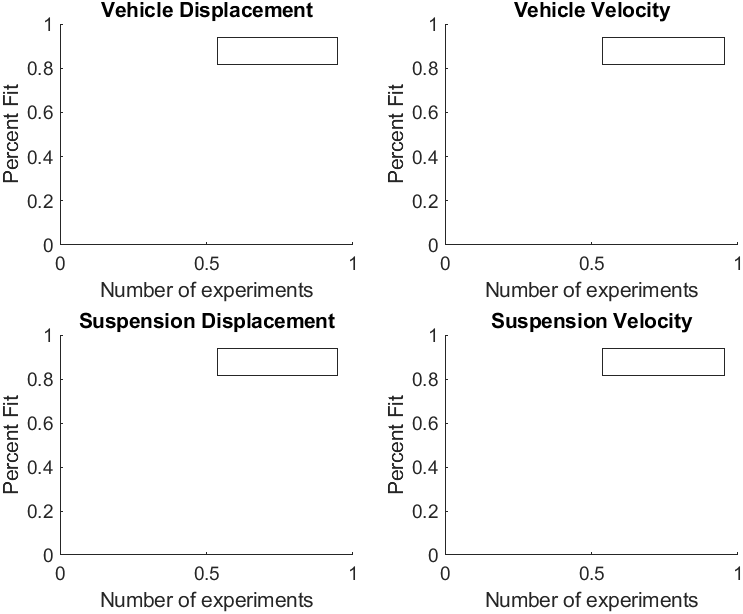 Vehicle Displacement
1
0.8
0.6
0.4
0.2
0
Percent Fit
0 0.5 1
Number of experiments
Vehicle Velocity
1
0.8
0.6
0.4
0.2
0
Percent Fit
0 0.5 1
Number of experiments
Suspension Displacement
1
0.8
0.6
0.4
0.2
0
Percent Fit
0 0.5 1
Number of experiments
Suspension Velocity
1
0.8
0.6
0.4
0.2
0
Percent Fit
0 0.5 1
Number of experiments